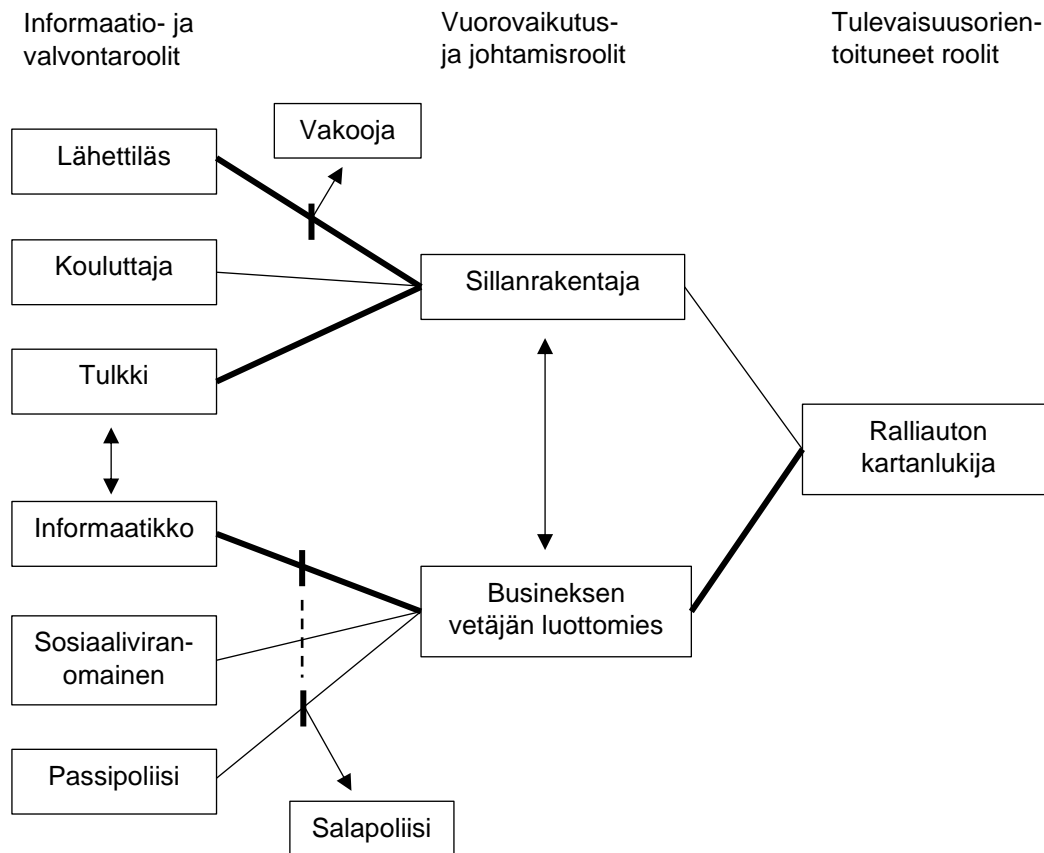 Informaatio- ja
valvontaroolit
Vuorovaikutus-
ja johtamisroolit
Tulevaisuusorien-
toituneet roolit
Vakooja
Lähettiläs
Kouluttaja
Sillanrakentaja
Tulkki
Ralliauton
kartanlukija
Informaatikko
Busineksen
vetäjän luottomies
Sosiaaliviran-
omainen
Passipoliisi
Salapoliisi